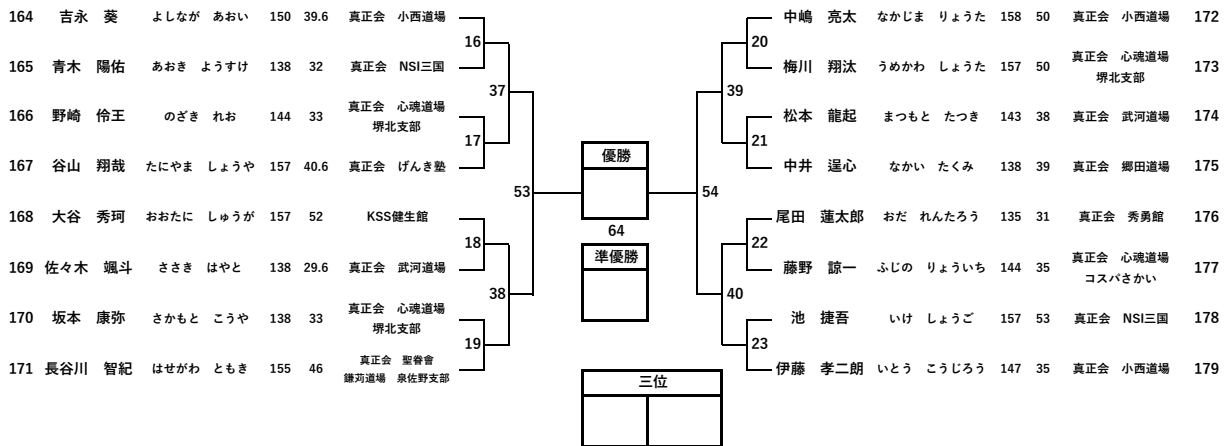 164 吉永 葵 よしなが あおい 150 39.6 真正会 小西道場
16
165 青木 陽佑 あおき ようすけ 138 32 真正会 NSI三国
37
166 野崎 伶王 のざき れお 144 33 真正会 心魂道場
堺北支部
17
167 谷山 翔哉 たにやま しょうや 157 40.6 真正会 げんき塾
53
168 大谷 秀珂 おおたに しゅうが 157 52 KSS健生館
18
169 佐々木 颯斗 ささき はやと 138 29.6 真正会 武河道場
38
170 坂本 康弥 さかもと こうや 138 33 真正会 心魂道場
堺北支部
19
171 長谷川 智紀 はせがわ ともき 155 46 真正会 聖眷會
鎌苅道場 泉佐野支部
優勝
64
準優勝
三位
中嶋 亮太 なかじま りょうた 158 50 真正会 小西道場 172
20
梅川 翔汰 うめかわ しょうた 157 50 真正会 心魂道場
堺北支部 173
39
松本 龍起 まつもと たつき 143 38 真正会 武河道場 174
21
中井 逞心 なかい たくみ 138 39 真正会 郷田道場 175
54
尾田 蓮太郎 おだ れんたろう 135 31 真正会 秀勇館 176
22
藤野 諒一 ふじの りょういち 144 35 真正会 心魂道場
コスパさかい 177
40
池 捷吾 いけ しょうご 157 53 真正会 NSI三国 178
23
伊藤 孝二朗 いとう こうじろう 147 35 真正会 小西道場 179